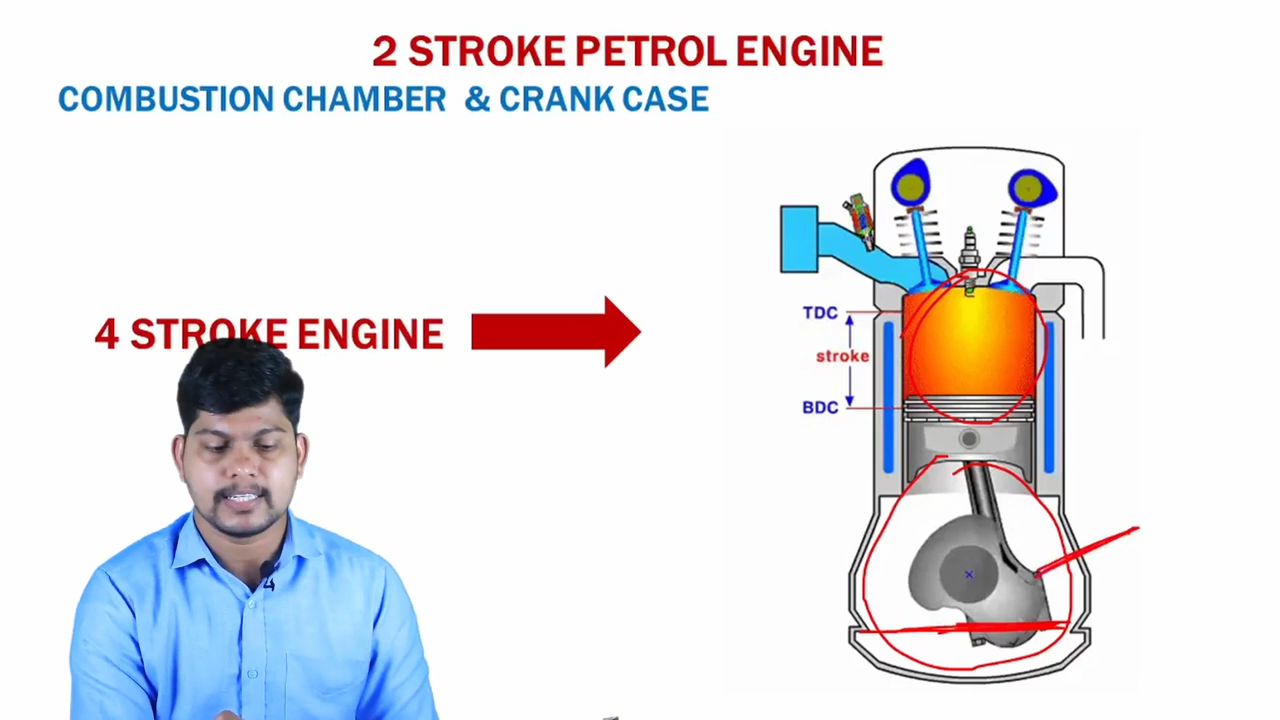 2 STROKE PETROL ENGINE
COMBUSTION CHAMBER & CRANK CASE
4 STROKE ENGINE
TDC
stroke
BDC